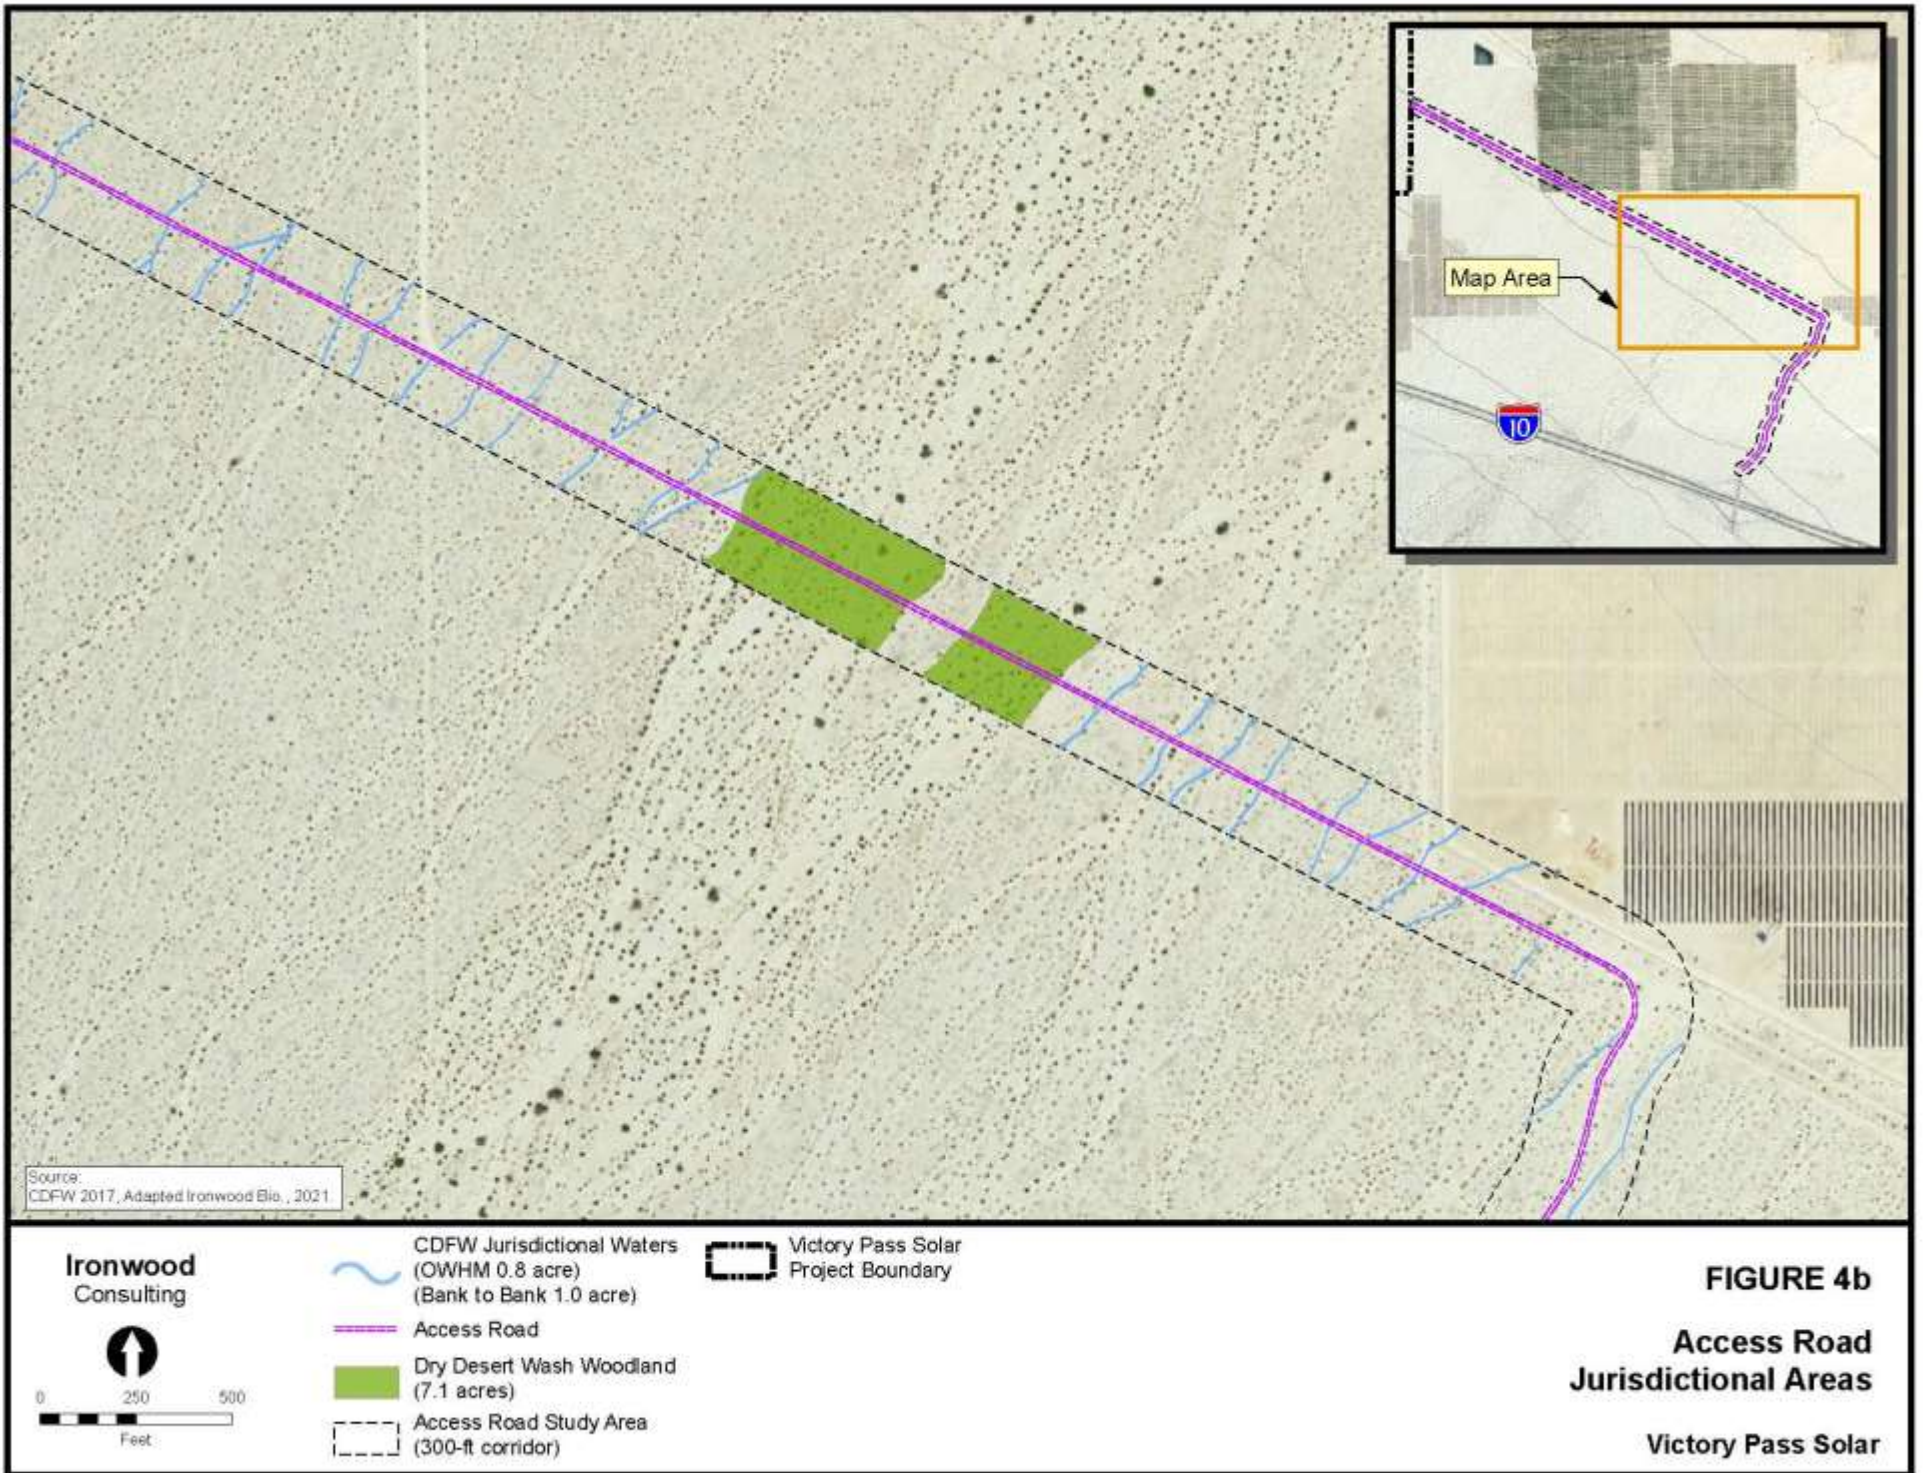 Map Area
10
Source:
CDFW 2017, Adapted Ironwood Bio., 2021
Ironwood
Consulting
0 250 500
Feet
CDFW Jurisdictional Waters
(OWHM 0.8 acre)
(Bank to Bank 1.0 acre)
Access Road
Dry Desert Wash Woodland
(7.1 acres)
Access Road Study Area
(300-ft corridor)
Victory Pass Solar
Project Boundary
FIGURE 4b
Access Road
Jurisdictional Areas
Victory Pass Solar